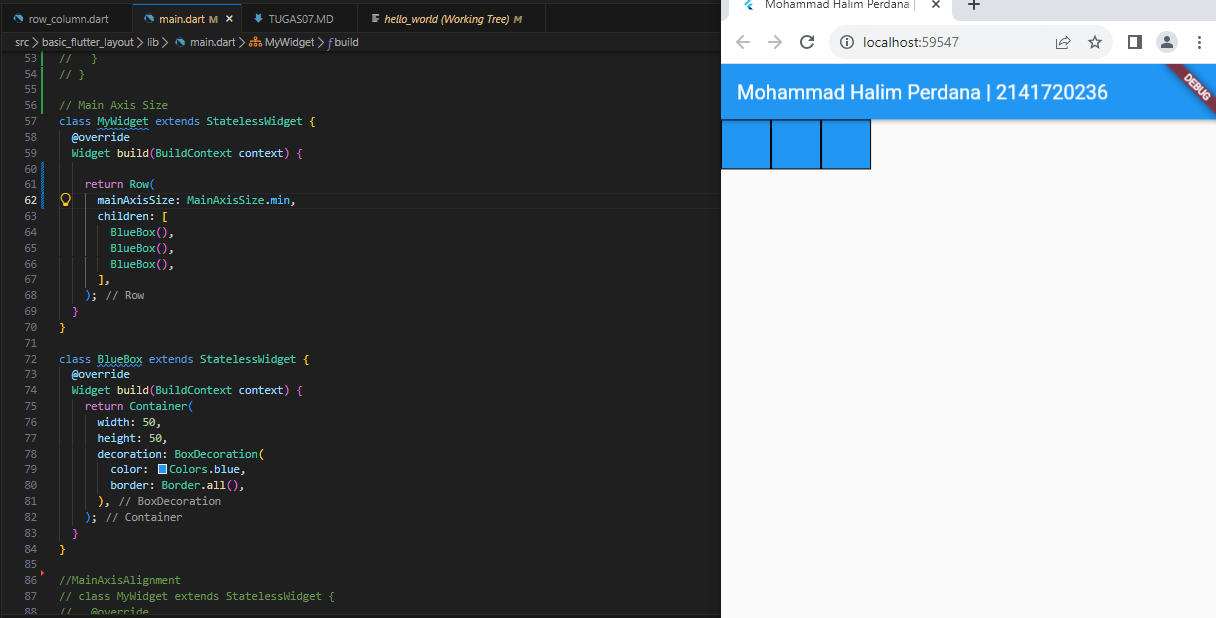 row_column.dart
main.dart M
TUGAS07.MD
hello_world (Working Tree) M
src > basic_flutter_layout > lib > main.dart > MyWidget > build
53 //   }
54 // }
55
56 // Main Axis Size
57 class MyWidget extends StatelessWidget {
58   @override
59   Widget build(BuildContext context) {
60
61     return Row(
62       mainAxisSize: MainAxisSize.min,
63       children: [
64         BlueBox(),
65         BlueBox(),
66         BlueBox(),
67       ],
68     ); // Row
69   }
70 }
71
72 class BlueBox extends StatelessWidget {
73   @override
74   Widget build(BuildContext context) {
75     return Container(
76       width: 50,
77       height: 50,
78       decoration: BoxDecoration(
79         color: Colors.blue,
80         border: Border.all(),
81       ), // BoxDecoration
82     ); // Container
83   }
84 }
85
86 //MainAxisAlignment
87 // class MyWidget extends StatelessWidget {
88 //   @override
Mohammad Halim Perdana |
localhost:59547
Mohammad Halim Perdana | 2141720236
DEBUG